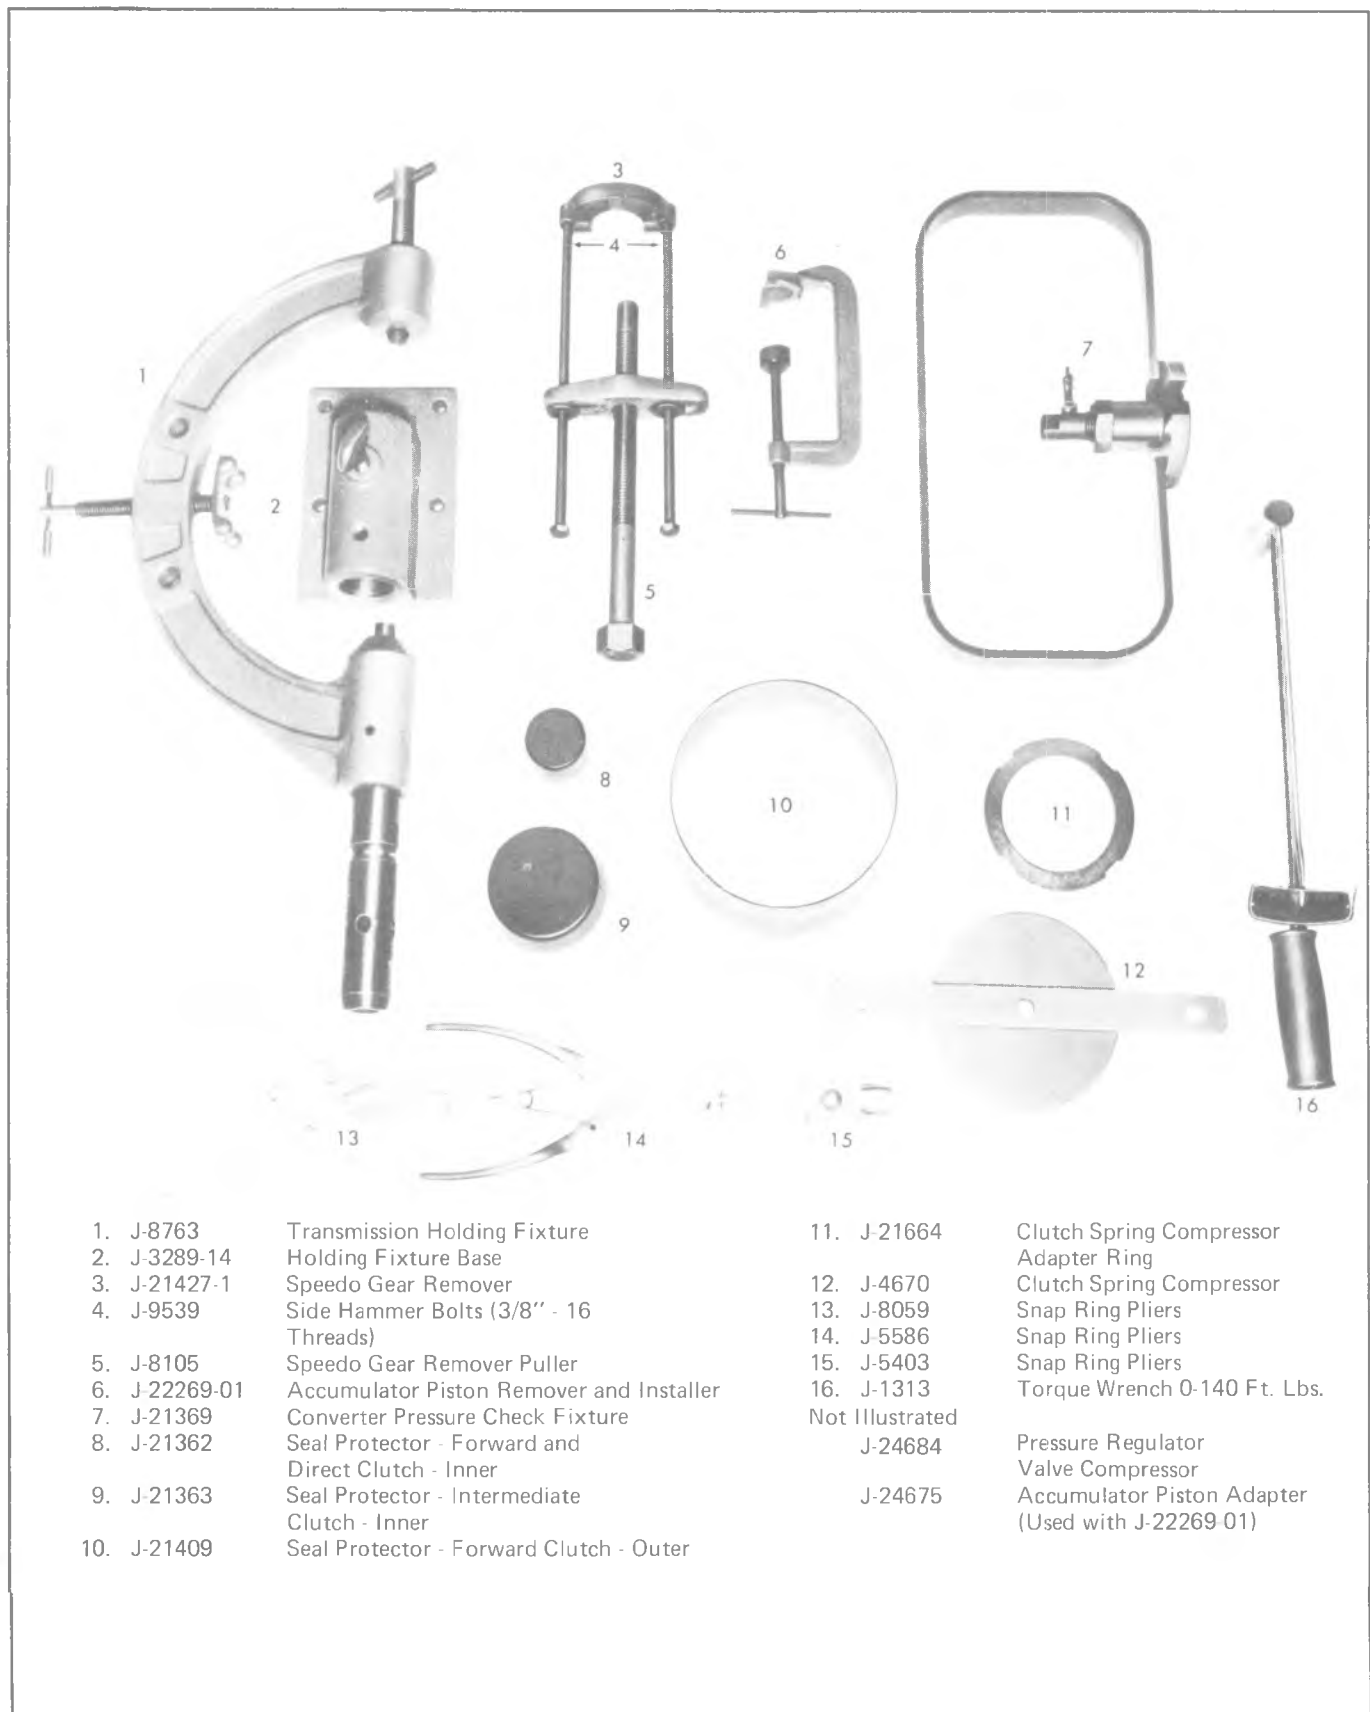 3
4
6
7
1
2
5
8
10
11
9
12
13
14
15
16
1. J-8763 Transmission Holding Fixture
2. J-3289-14 Holding Fixture Base
3. J-21427-1 Speedo Gear Remover
4. J-9539 Side Hammer Bolts (3/8'' - 16
Threads)
5. J-8105 Speedo Gear Remover Puller
6. J-22269-01 Accumulator Piston Remover and Installer
7. J-21369 Converter Pressure Check Fixture
8. J-21362 Seal Protector - Forward and
Direct Clutch - Inner
9. J-21363 Seal Protector - Intermediate
Clutch - Inner
10. J-21409 Seal Protector - Forward Clutch - Outer
11. J-21664 Clutch Spring Compressor
Adapter Ring
12. J-4670 Clutch Spring Compressor
13. J-8059 Snap Ring Pliers
14. J-5586 Snap Ring Pliers
15. J-5403 Snap Ring Pliers
16. J-1313 Torque Wrench 0-140 Ft. Lbs.
Not Illustrated
J-24684 Pressure Regulator
Valve Compressor
J-24675 Accumulator Piston Adapter
(Used with J-22269-01)